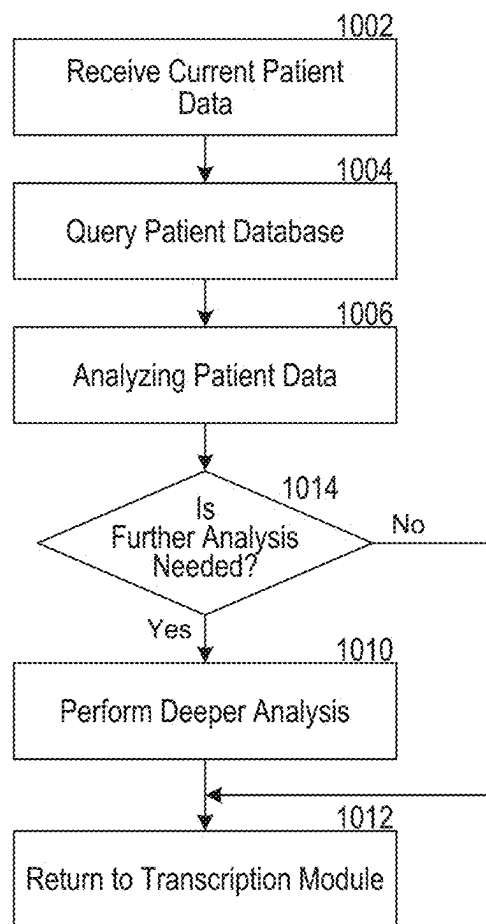 1002
Receive Current Patient
Data
1004
Query Patient Database
1006
Analyzing Patient Data
1014
Is
Further Analysis
Needed?
No
Yes
1010
Perform Deeper Analysis
1012
Return to Transcription Module